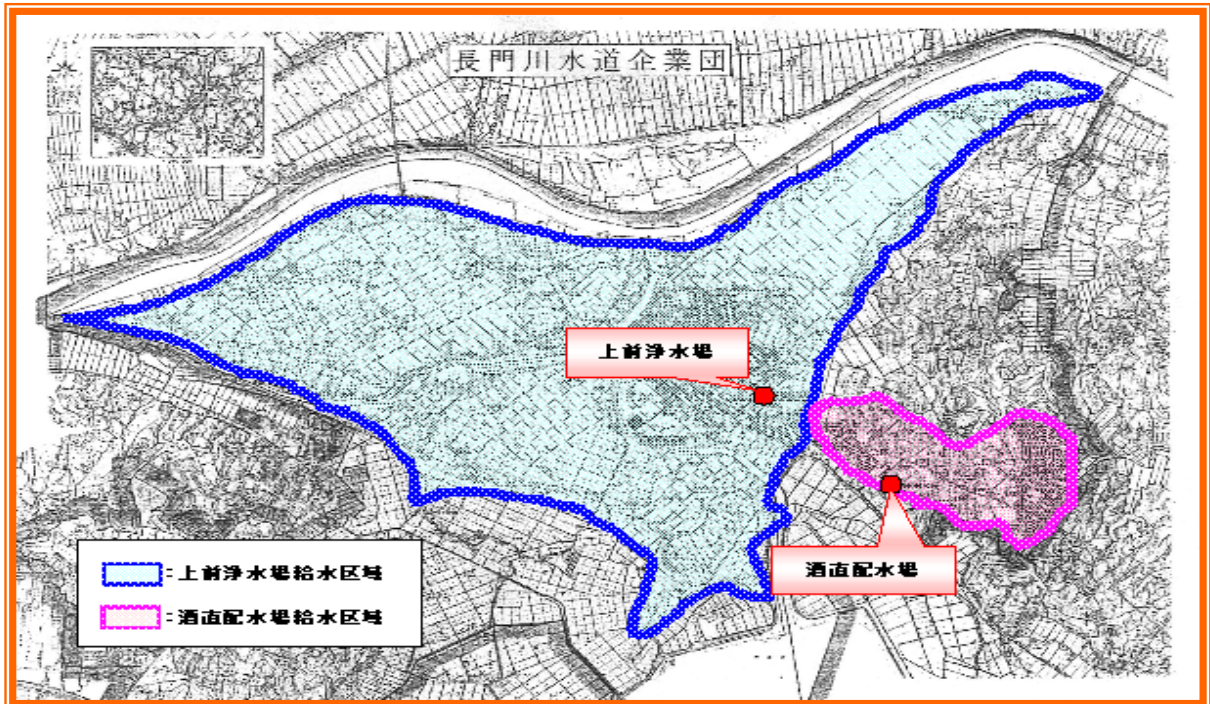 長門川水道企業団
上前浄水場
酒直配水場
：上前浄水場給水区域
：酒直配水場給水区域